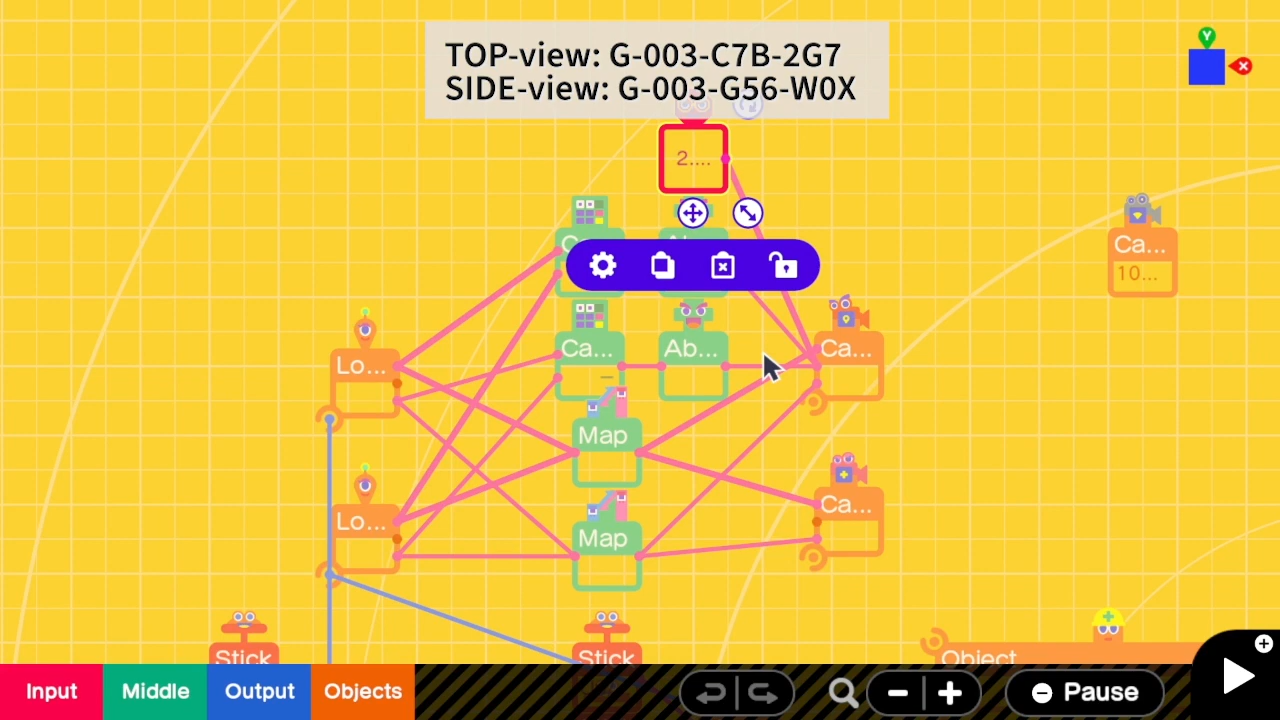 TOP-view: G-003-C7B-2G7
SIDE-view: G-003-G56-W0X
Y
2....
Ca...
10...
Lo...
Ca...
Ab...
Ca...
Map
Lo...
Ca...
Map
Stick
Stick
Object
Input
Middle
Output
Objects
Pause